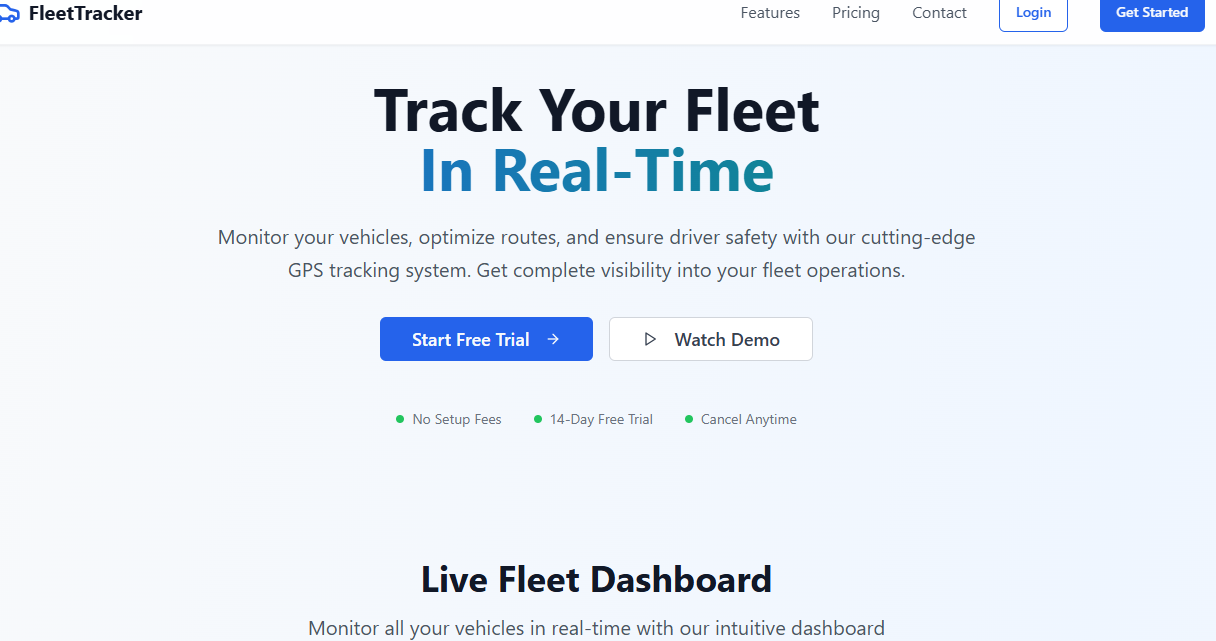 FleetTracker
Features
Pricing
Contact
Login
Get Started
Track Your Fleet
In Real-Time
Monitor your vehicles, optimize routes, and ensure driver safety with our cutting-edge
GPS tracking system. Get complete visibility into your fleet operations.
Start Free Trial
Watch Demo
No Setup Fees
14-Day Free Trial
Cancel Anytime
Live Fleet Dashboard
Monitor all your vehicles in real-time with our intuitive dashboard